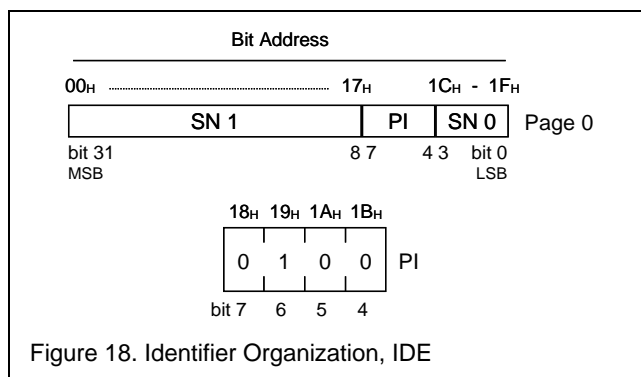 Bit Address
00H ........................................................ 17H 1CH - 1FH
SN 1 PI SN 0 Page 0
bit 31 8 7 4 3 bit 0
MSB LSB
18H 19H 1AH 1BH
0 1 0 0 PI
bit 7 6 5 4
Figure 18. Identifier Organization, IDE